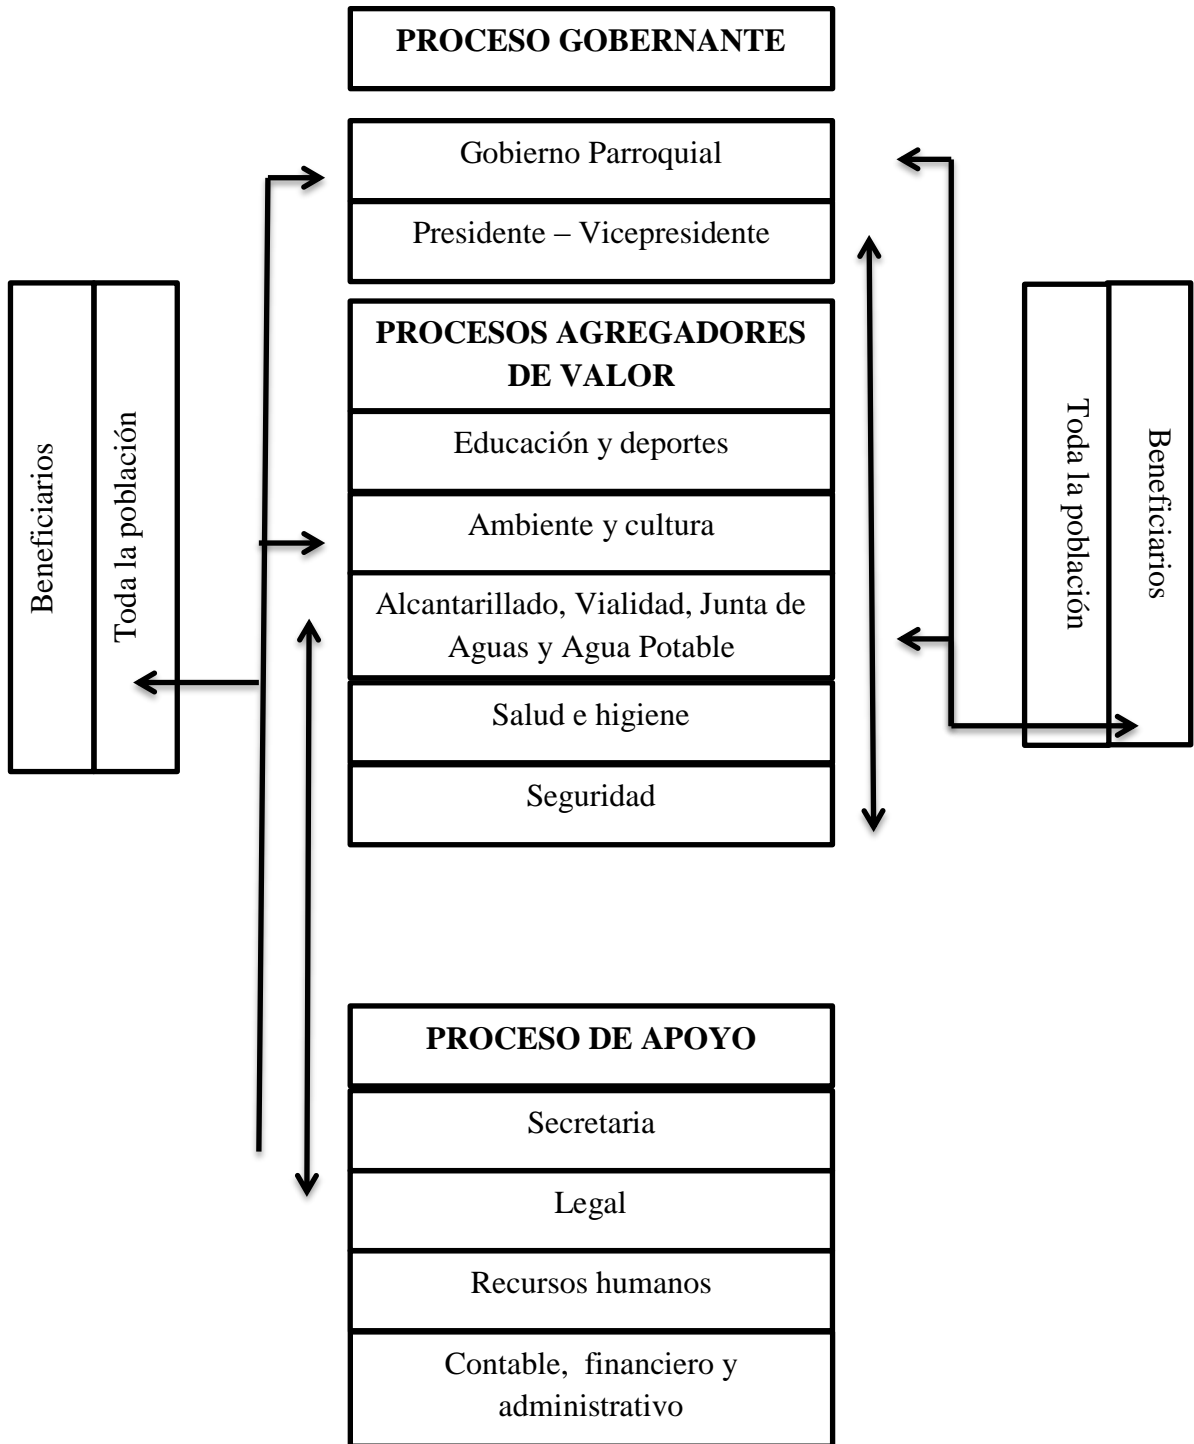 PROCESO GOBERNANTE
Gobierno Parroquial
Presidente – Vicepresidente
PROCESOS AGREGADORES
DE VALOR
Educación y deportes
Ambiente y cultura
Alcantarillado, Vialidad, Junta de
Aguas y Agua Potable
Salud e higiene
Seguridad
Beneficiarios
Toda la población
Toda la población
Beneficiarios
PROCESO DE APOYO
Secretaria
Legal
Recursos humanos
Contable, financiero y
administrativo